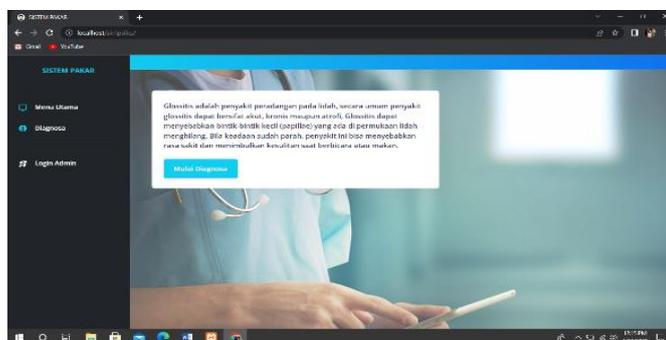 SISTEM PAKAR
localhost/skripsiku/
Gmail
YouTube
SISTEM PAKAR
Menu Utama
Diagnosa
Login Admin
Glossitis adalah penyakit peradangan pada lidah, secara umum penyakit
glossitis dapat bersifat akut, kronis maupun atrofi, Glossitis dapat
menyebabkan bintik-bintik kecil (papillae) yang ada di permukaan lidah
menghilang. Bila keadaan sudah parah, penyakit ini bisa menyebabkan
rasa sakit dan menimbulkan kesulitan saat berbicara atau makan.
Mulai Diagnosa